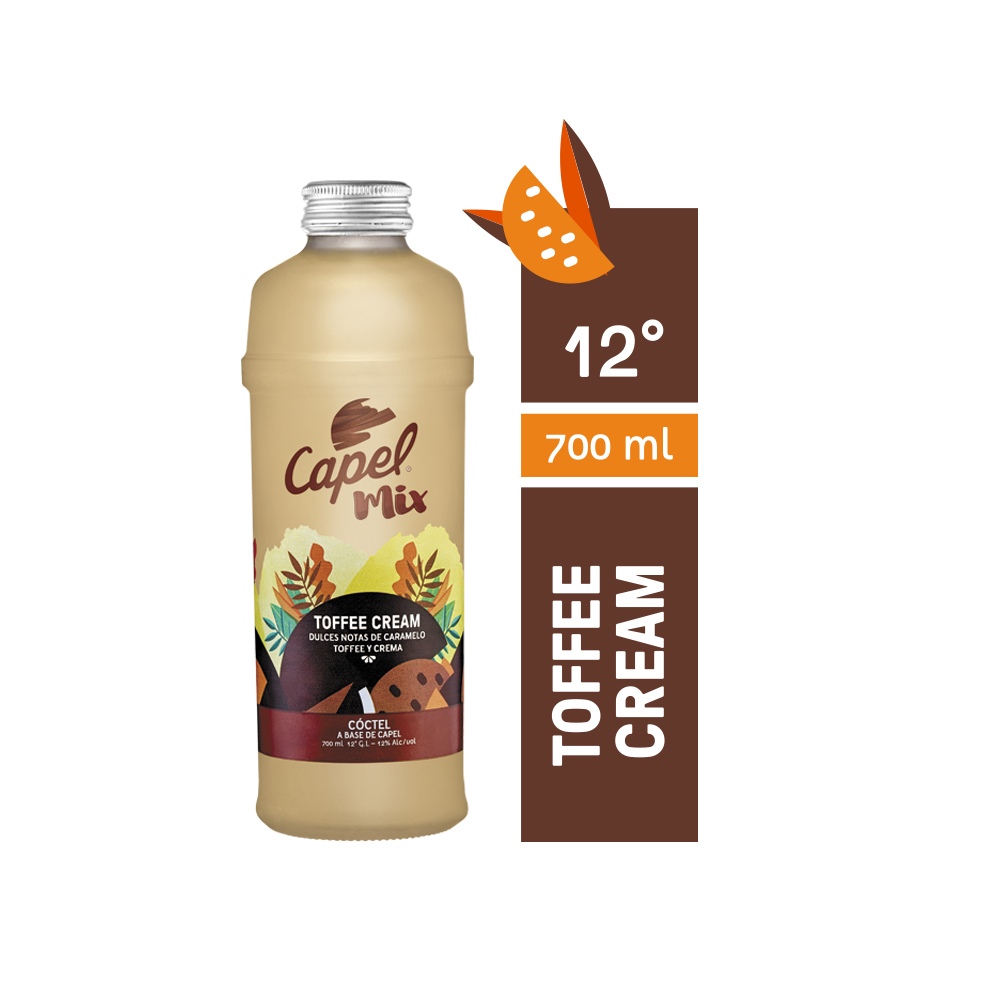 Capel
Mix
TOFFEE CREAM
DULCES NOTAS DE CARAMELO
TOFFEE Y CREMA
CÓCTEL
A BASE DE CAPEL
700 ml 12° G.L – 12% Alc/vol
12°
700 ml
TOFFEE
CREAM